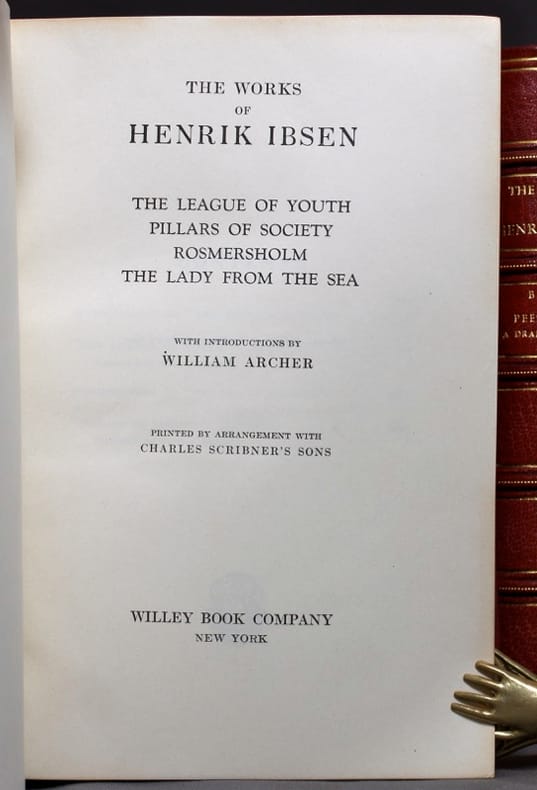 THE WORKS
OF
HENRIK IBSEN
THE LEAGUE OF YOUTH
PILLARS OF SOCIETY
ROSMERSHOLM
THE LADY FROM THE SEA
WITH INTRODUCTIONS BY
WILLIAM ARCHER
PRINTED BY ARRANGEMENT WITH
CHARLES SCRIBNER'S SONS
WILLEY BOOK COMPANY
NEW YORK
THE